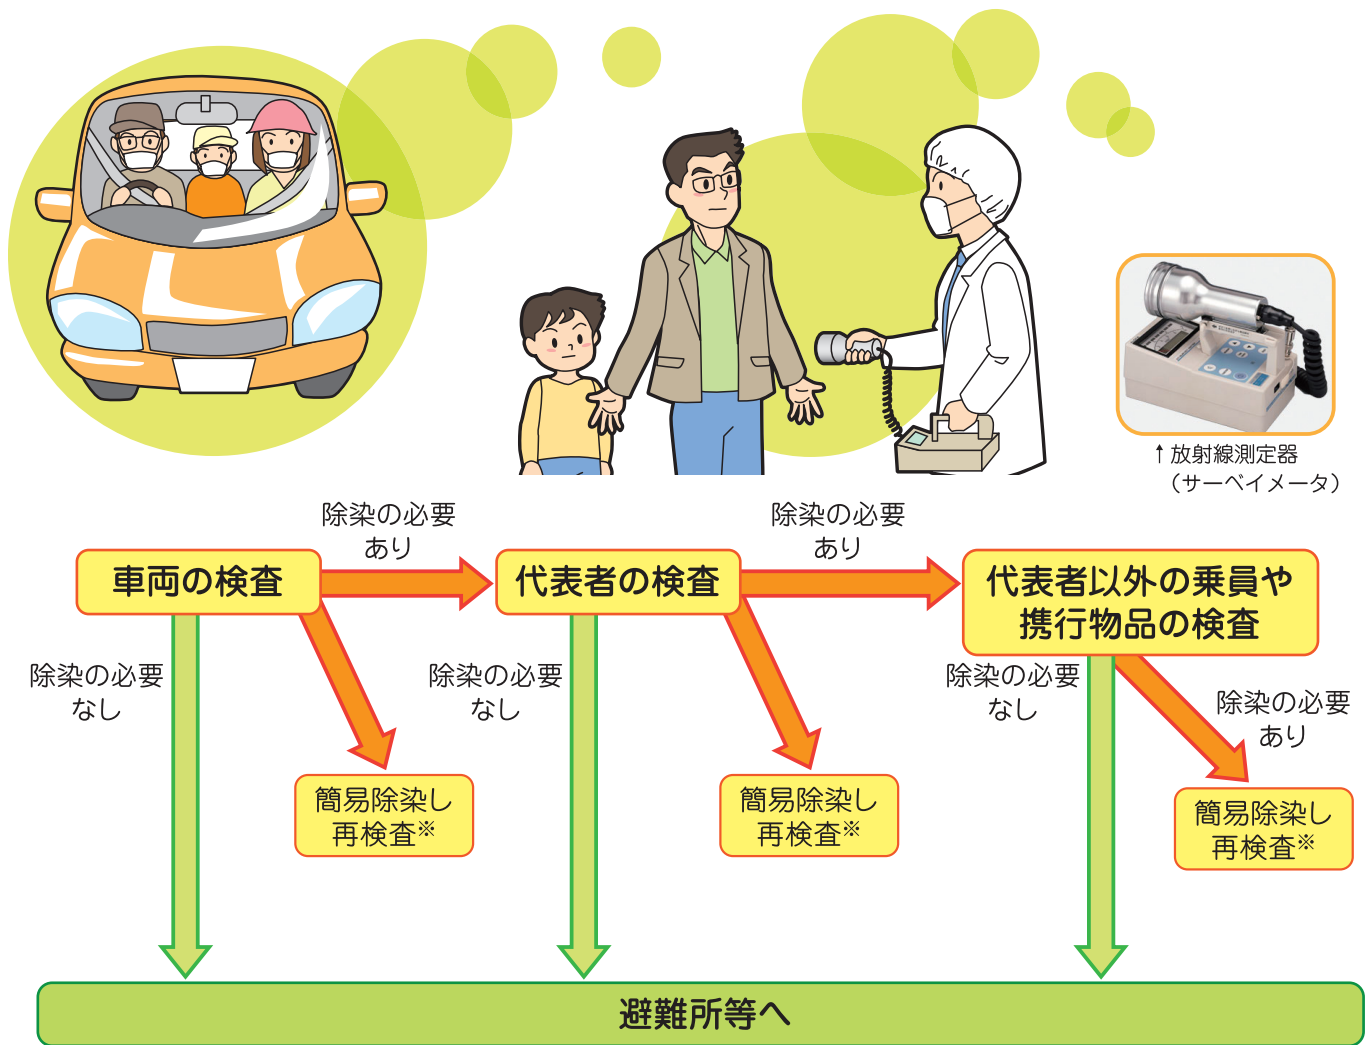 ↑放射線測定器
（サーベイメータ）
除染の必要
あり
除染の必要
あり
車両の検査
代表者の検査
代表者以外の乗員や
携行物品の検査
除染の必要
なし
除染の必要
なし
除染の必要
なし
除染の必要
あり
簡易除染し
再検査※
簡易除染し
再検査※
簡易除染し
再検査※
避難所等へ